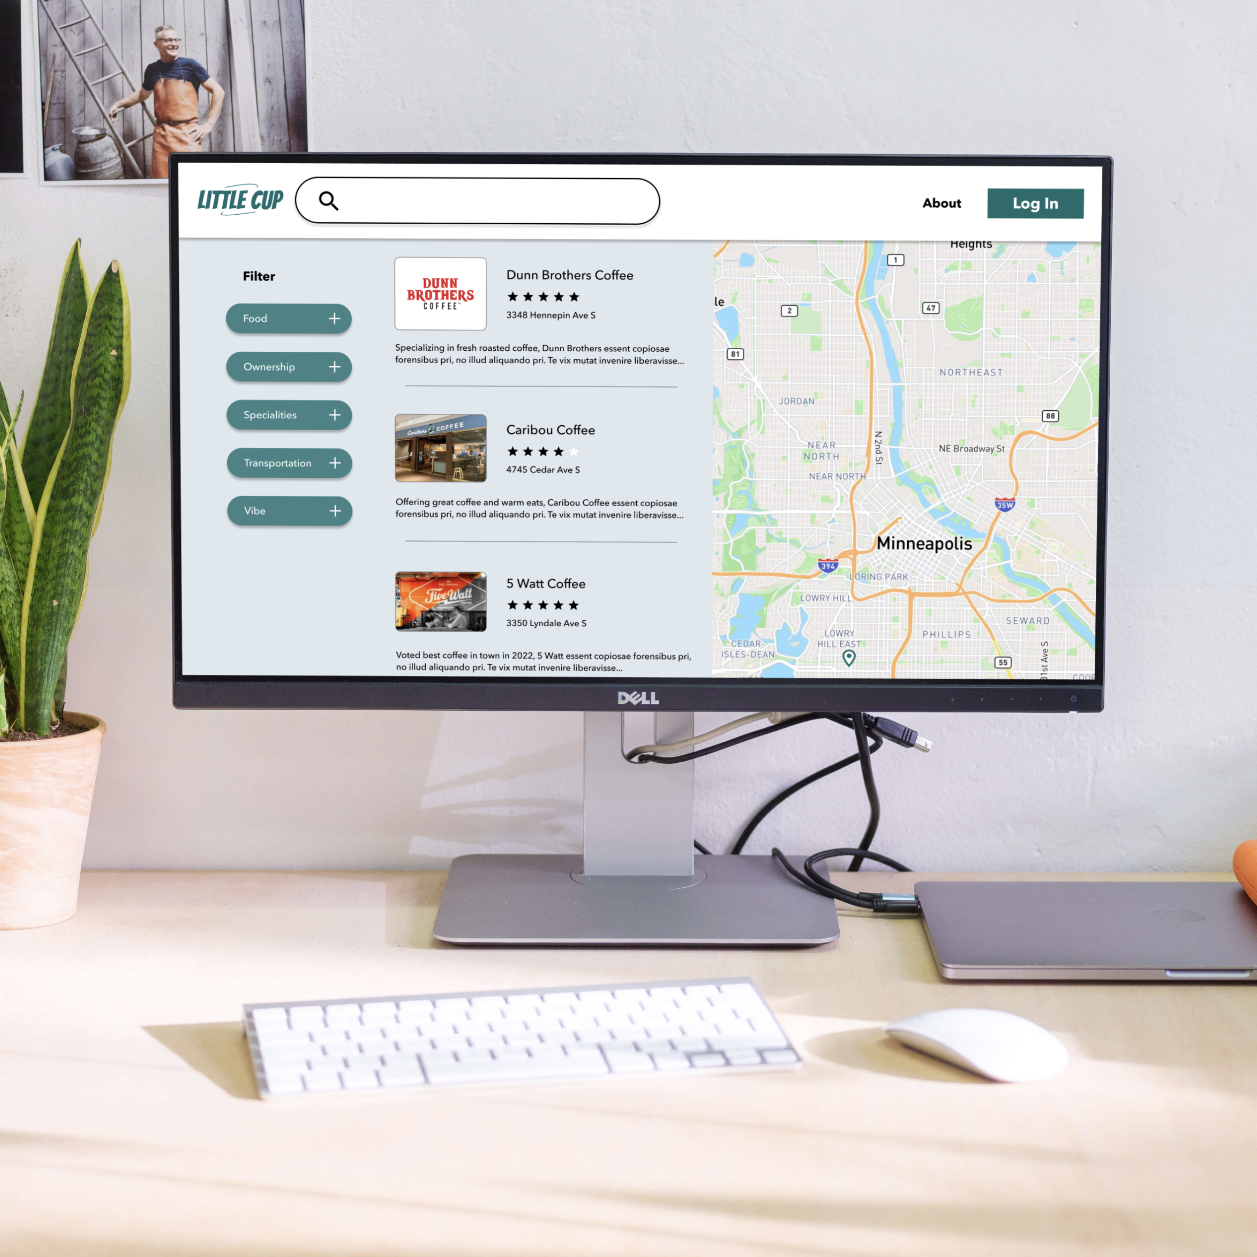 LITTLE CUP
About
Log In
Filter
Food
Ownership
Specialities
Transportation
Vibe
DUNN
BROTHERS
COFFEE
Dunn Brothers Coffee
3348 Hennepin Ave S
Specializing in fresh roasted coffee, Dunn Brothers essent copiosae
forensibus pri, no illud aliquando pri. Te vix mutat invenire liberavisse...
Caribou COFFEE
Caribou Coffee
4745 Cedar Ave S
Offering great coffee and warm eats, Caribou Coffee essent copiosae
forensibus pri, no illud aliquando pri. Te vix mutat invenire liberavisse...
Five Watt
5 Watt Coffee
3350 Lyndale Ave S
Voted best coffee in town in 2022, 5 Watt essent copiosae forensibus pri,
no illud aliquando pri. Te vix mutat invenire liberavisse...
Heights
1
le
2
47
81
NORTHEAST
JORDAN
88
N 2nd St
NEAR
NORTH
NE Broadway St
NEAR NORTH
35W
Minneapolis
394
LORING PARK
LOWRY HILL
SEWARD
LOWRY
HILL EAST
PHILLIPS
CEDAR-
ISLES-DEAN
55
31st Ave S
COO
DELL